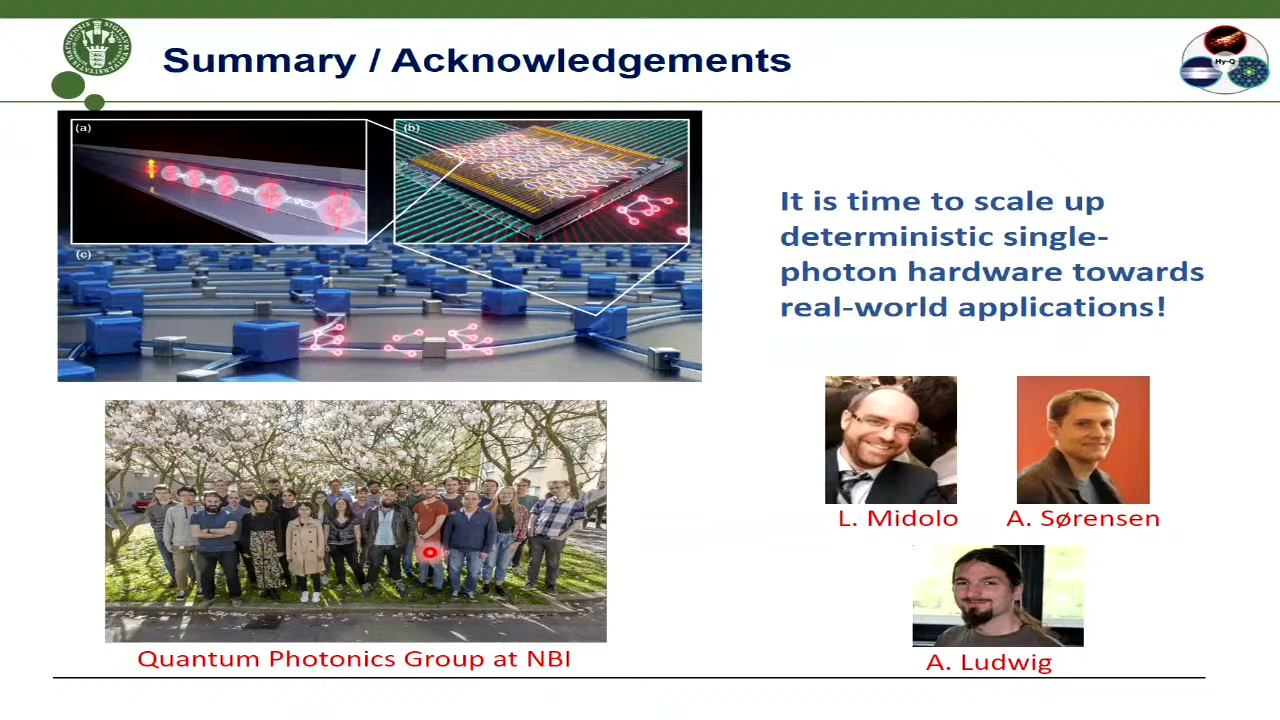 Summary / Acknowledgements
Hy-Q
(a)
(b)
(c)
It is time to scale up
deterministic single-
photon hardware towards
real-world applications!
L. Midolo
A. Sørensen
Quantum Photonics Group at NBI
A. Ludwig